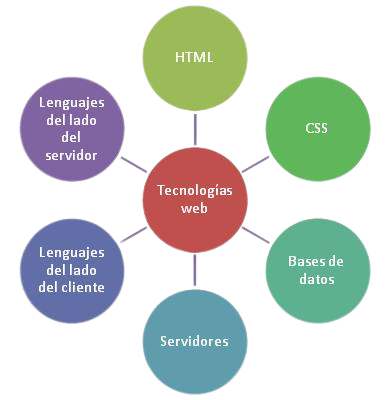 HTML
Lenguajes
del lado
del
servidor
CSS
Tecnologías
web
Lenguajes
del lado
del cliente
Bases de
datos
Servidores